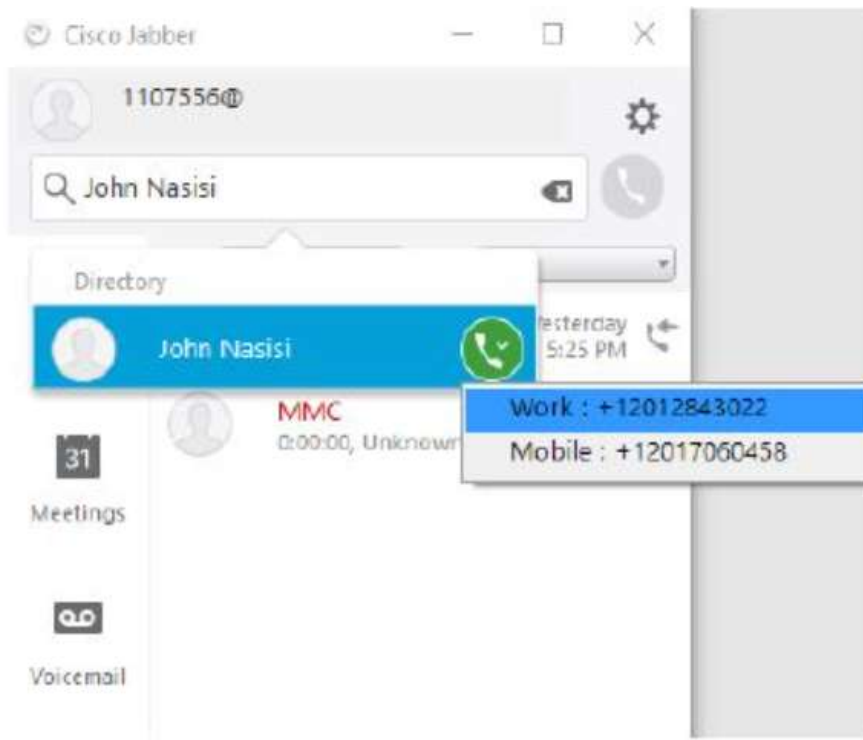 Cisco Jabber
1107556@
John Nasisi
Directory
John Nasisi
Yesterday
5:25 PM
Work : +12012843022
MMC
0:00:00, Unknown
Mobile : +12017060458
31
Meetings
Voicemail